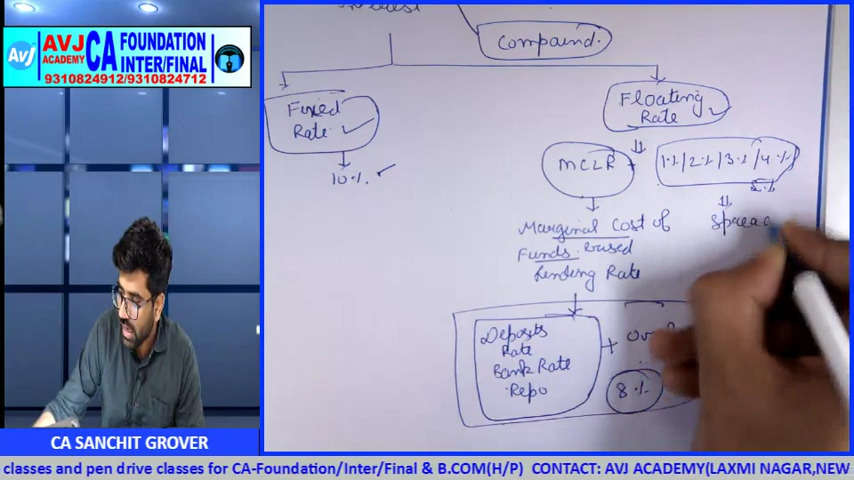 AVJ
ACADEMY
CA
FOUNDATION
INTER/FINAL
9310824912/9310824712
AVJ
Compound.
Fixed
Rate
10%.
Floating
Rate
MCLR + 1%/2%/3%/4%
Marginal Cost of
Funds based
Lending Rate
Spread
Deposits
Rate
Bank Rate
Repo
+
8%
CA SANCHIT GROVER
classes and pen drive classes for CA-Foundation/Inter/Final & B.COM(H/P) CONTACT: AVJ ACADEMY(LAXMI NAGAR,NEW